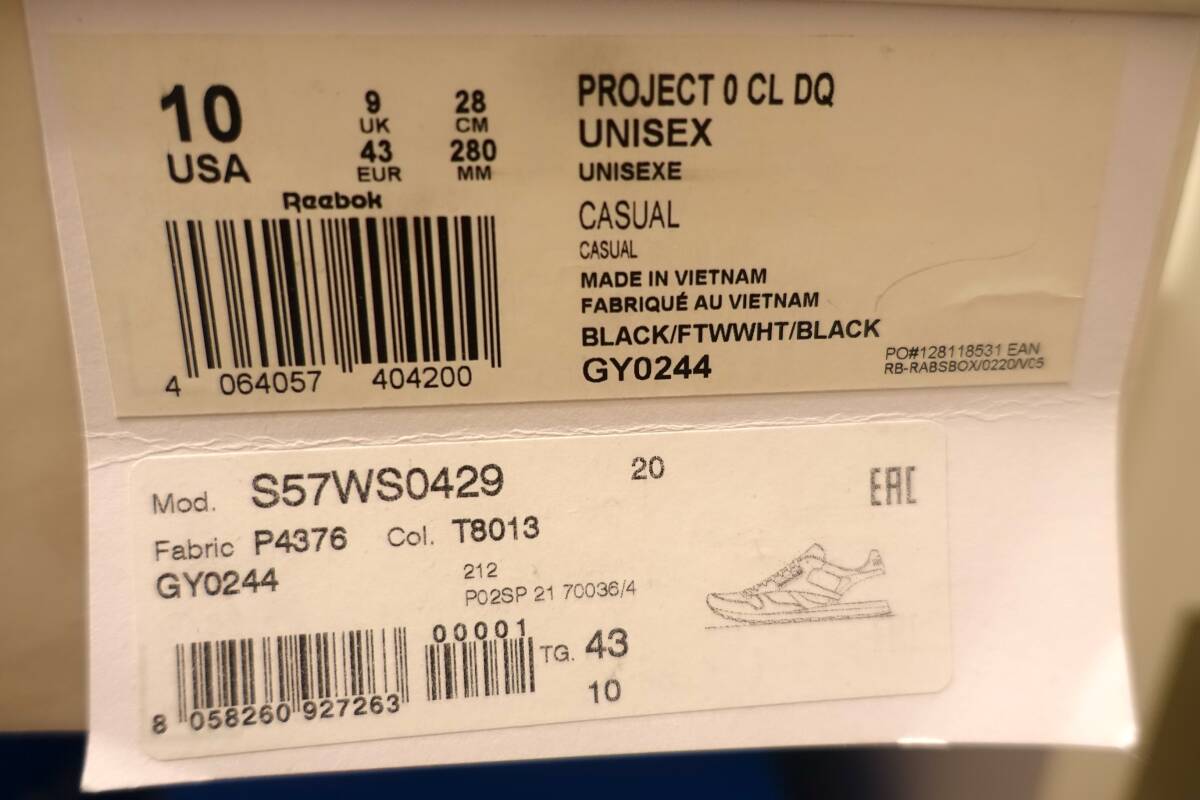 10 USA
9 UK
43 EUR
28 CM
280 MM
Reebok
4 064057 404200
PROJECT 0 CL DQ
UNISEX
UNISEXE
CASUAL
CASUAL
MADE IN VIETNAM
FABRIQUÉ AU VIETNAM
BLACK/FTWWHT/BLACK
GY0244
PO#128118531 EAN
RB-RABSBOX/0220/V05
Mod. S57WS0429
20
EAC
Fabric P4376 Col. T8013
GY0244
212
P02SP 21 70036/4
00001
8 058260 927263
TG. 43
10